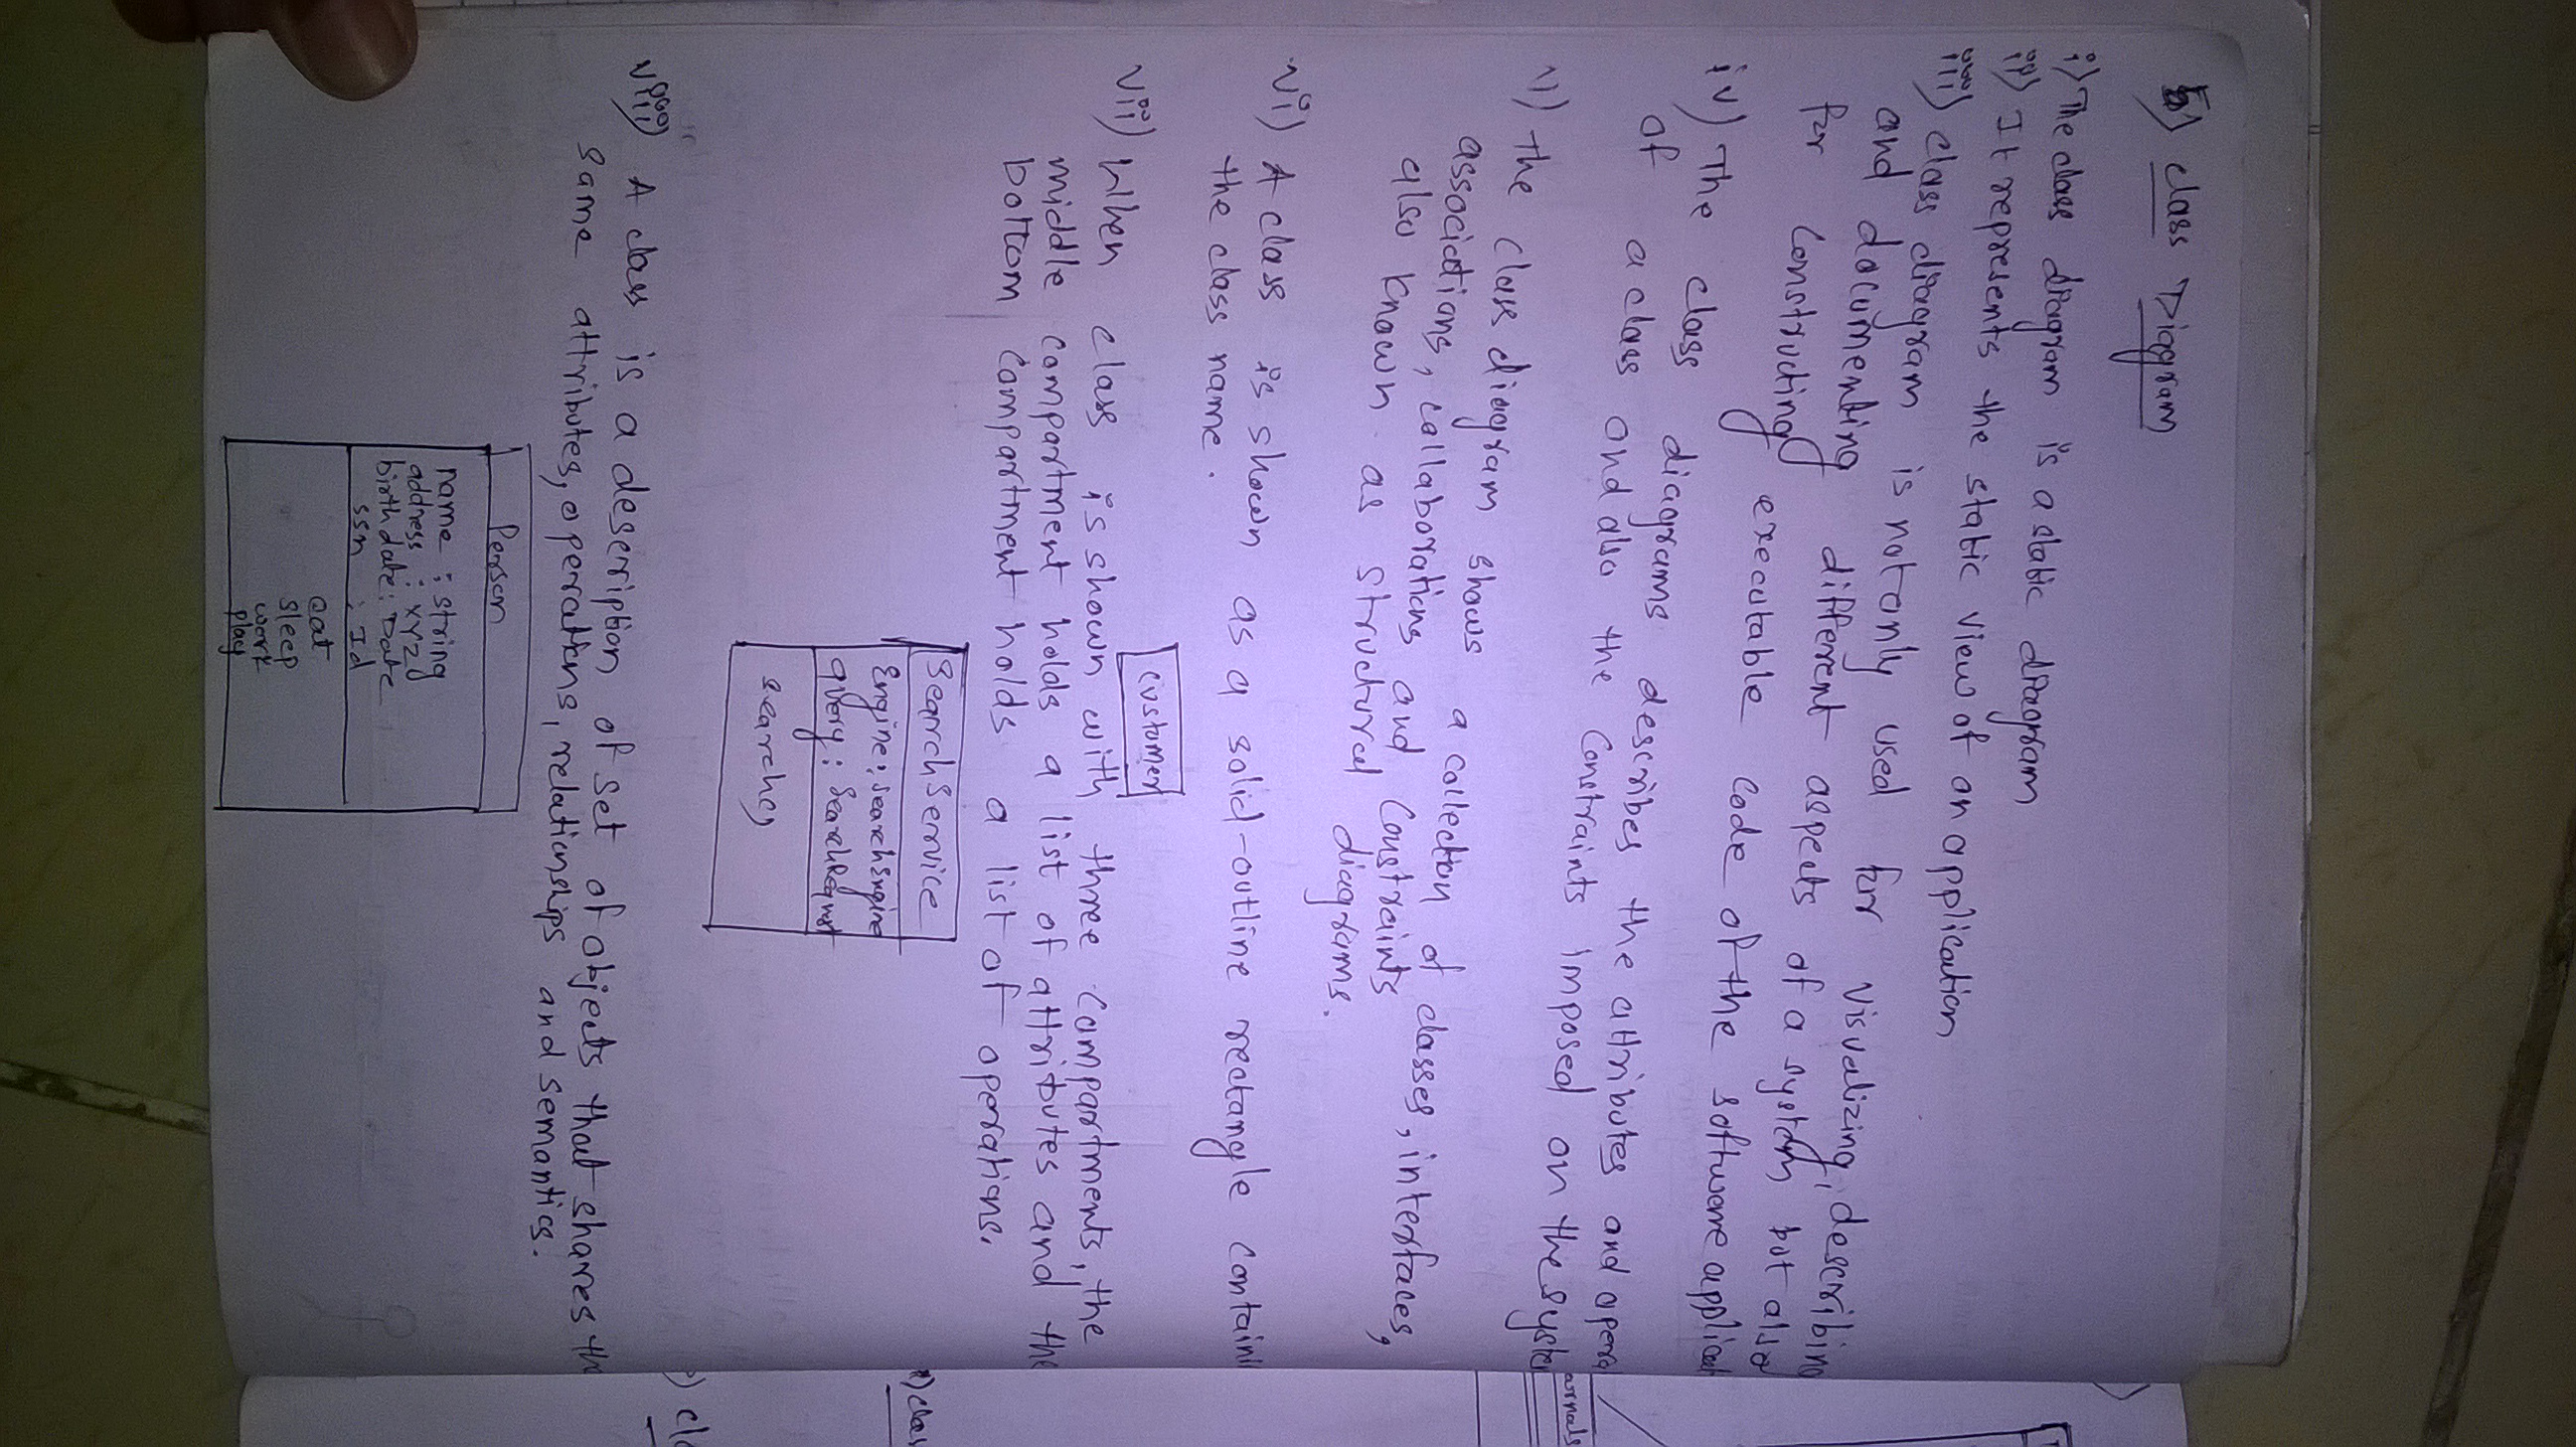 5) Class Diagram
i) The class diagram is a static diagram
ii) It represents the static view of an application
iii) class diagram is not only used for visualizing, describing
and documenting different aspects of a system but also
for constructing executable code of the software applicat
iv) The class diagrams describes the attributes and opera
of a class and also the constraints imposed on the system
v) the class diagram shows a collection of classes, interfaces,
associations, collaborations and constraints
also known as structural diagrams.
vi) A class is shown as a solid-outline rectangle containi
the class name.
customer
vii) When class is shown with three compartments, the
middle compartment holds a list of attributes and the
bottom compartment holds a list of operations.
Search Service
Engine : SearchEngine
query : SearchRequest
searches
viii) A class is a description of set of objects that shares the
same attributes, operations, relationships and semantics.
Person
name : string
address : xyz
birthdate : Date
ssn : Id
eat
sleep
work
play